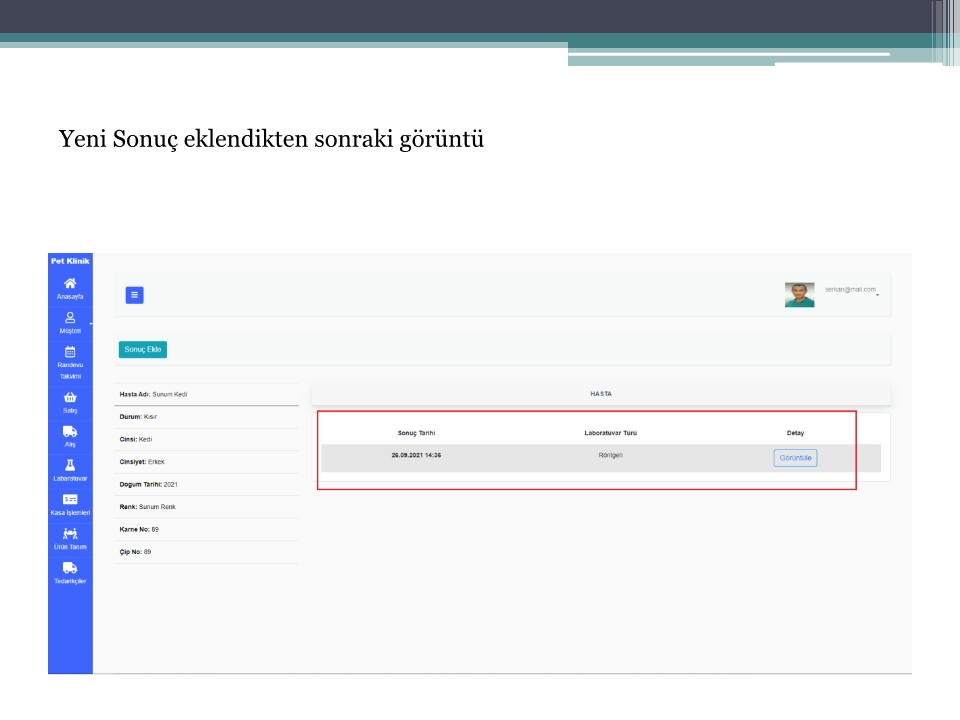 Yeni Sonuç eklendikten sonraki görüntü
Pet Klinik
Anasayfa
Müşteri
Randevu
Takvimi
Satış
Alış
Labaratuvar
Kasa İşlemleri
Ürün Tanım
Tedarikçiler
serkan@mail.com
Sonuç Ekle
Hasta Adı: Sunum Kedi
Durum: Kısır
Cinsi: Kedi
Cinsiyet: Erkek
Dogum Tarihi: 2021
Renk: Sunum Renk
Karne No: 89
Çip No: 89
HASTA
Sonuç Tarihi Laboratuvar Türü Detay
26.09.2021 14:36 Röntgen Görüntüle